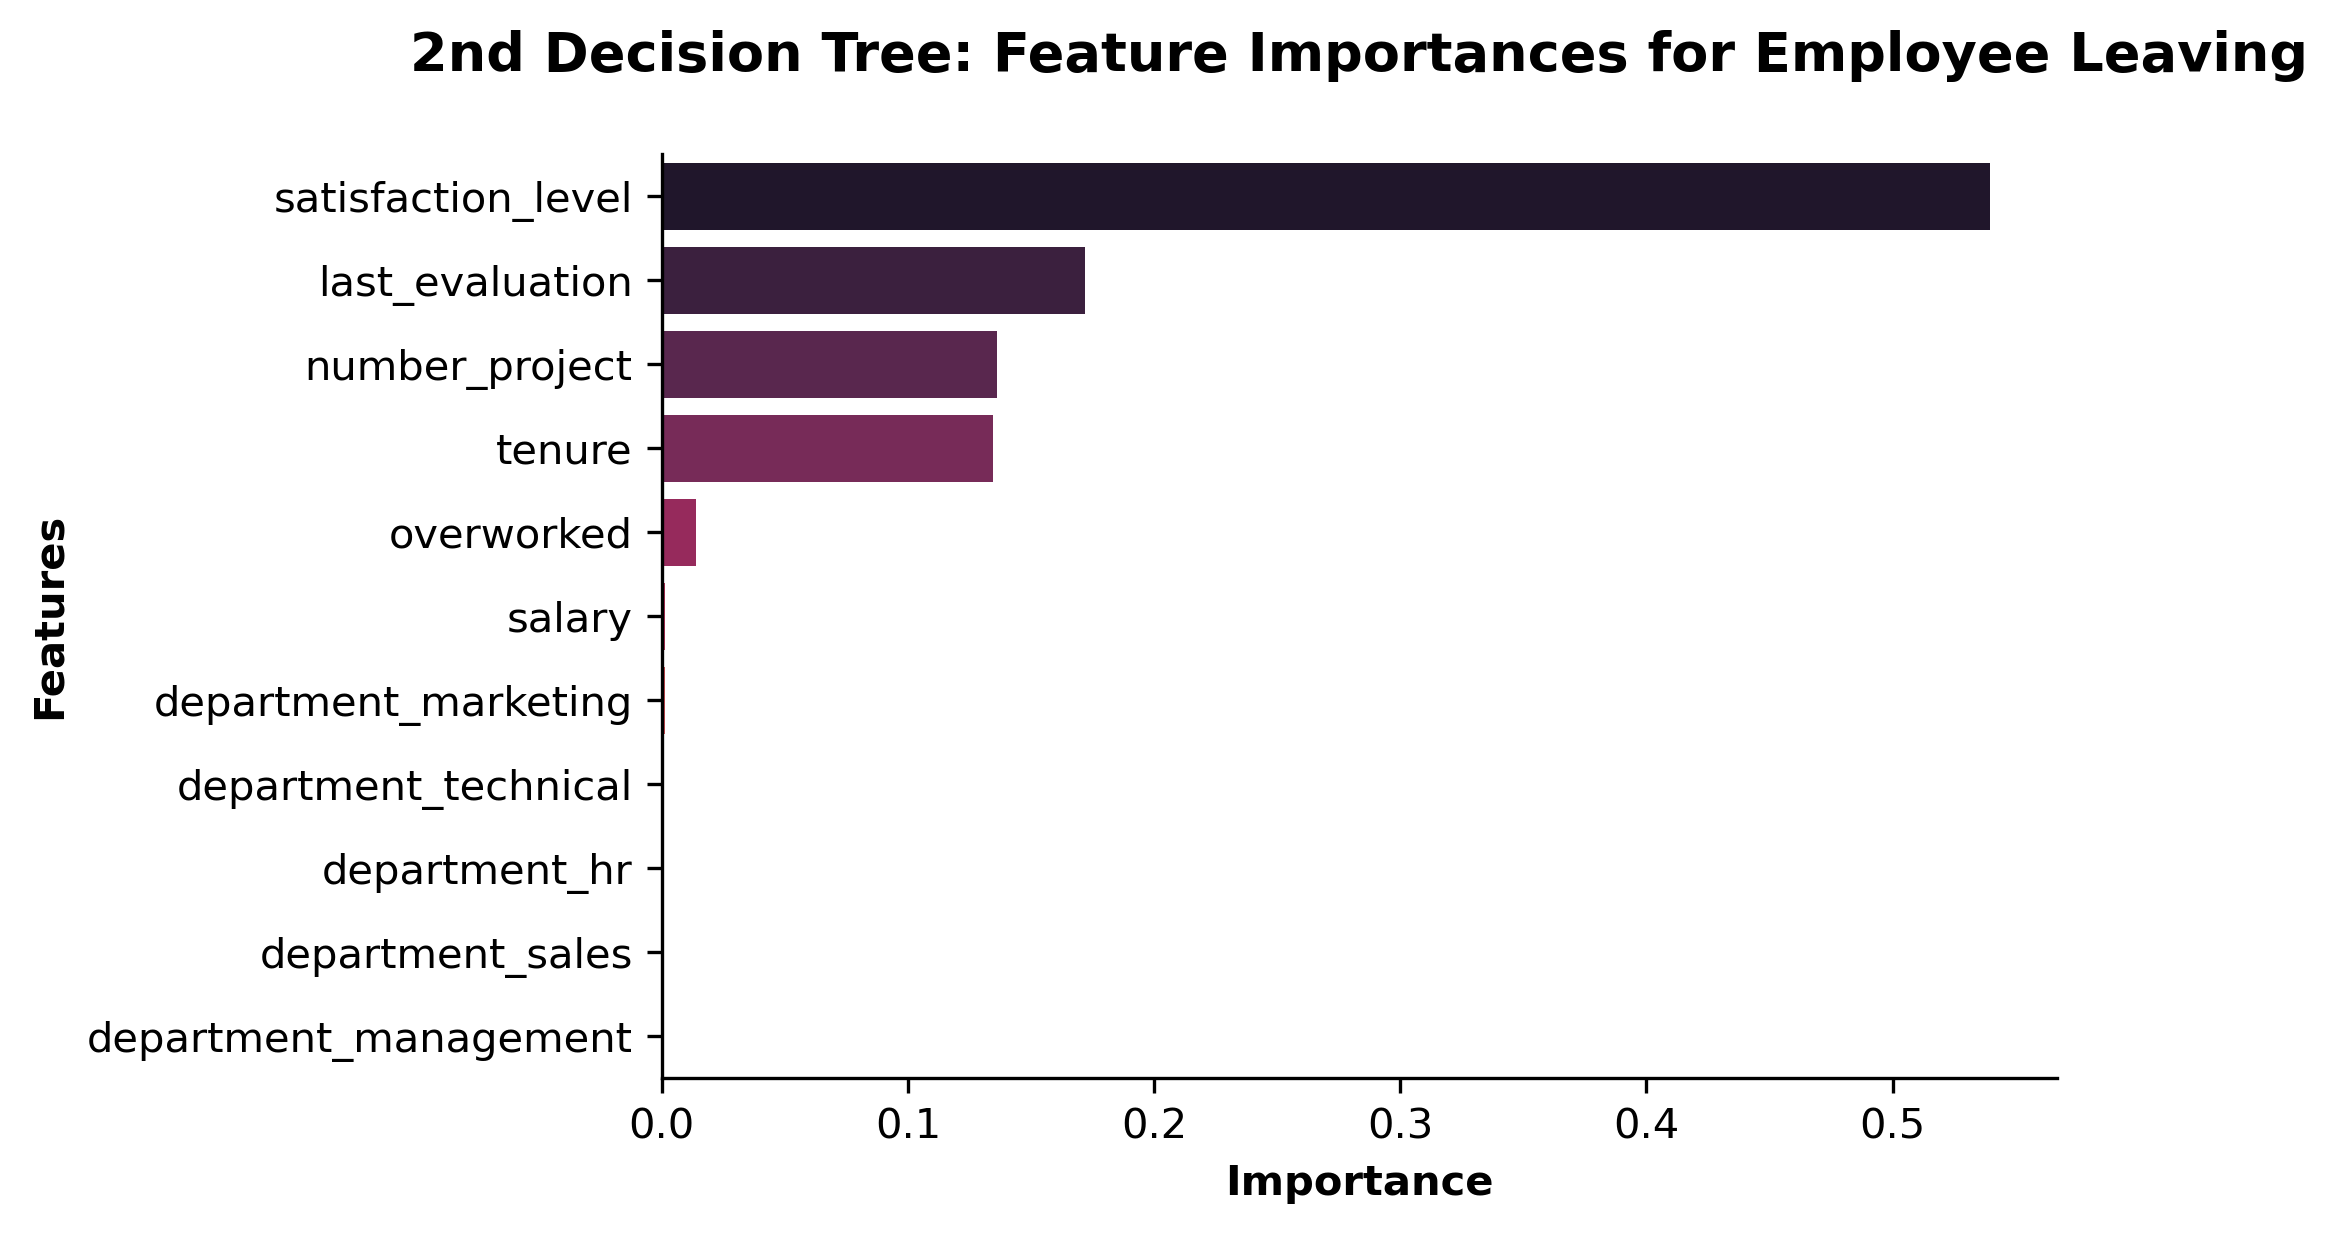 2nd Decision Tree: Feature Importances for Employee Leaving
satisfaction_level
last_evaluation
number_project
tenure
overworked
salary
department_marketing
department_technical
department_hr
department_sales
department_management
Features
0.0 0.1 0.2 0.3 0.4 0.5
Importance